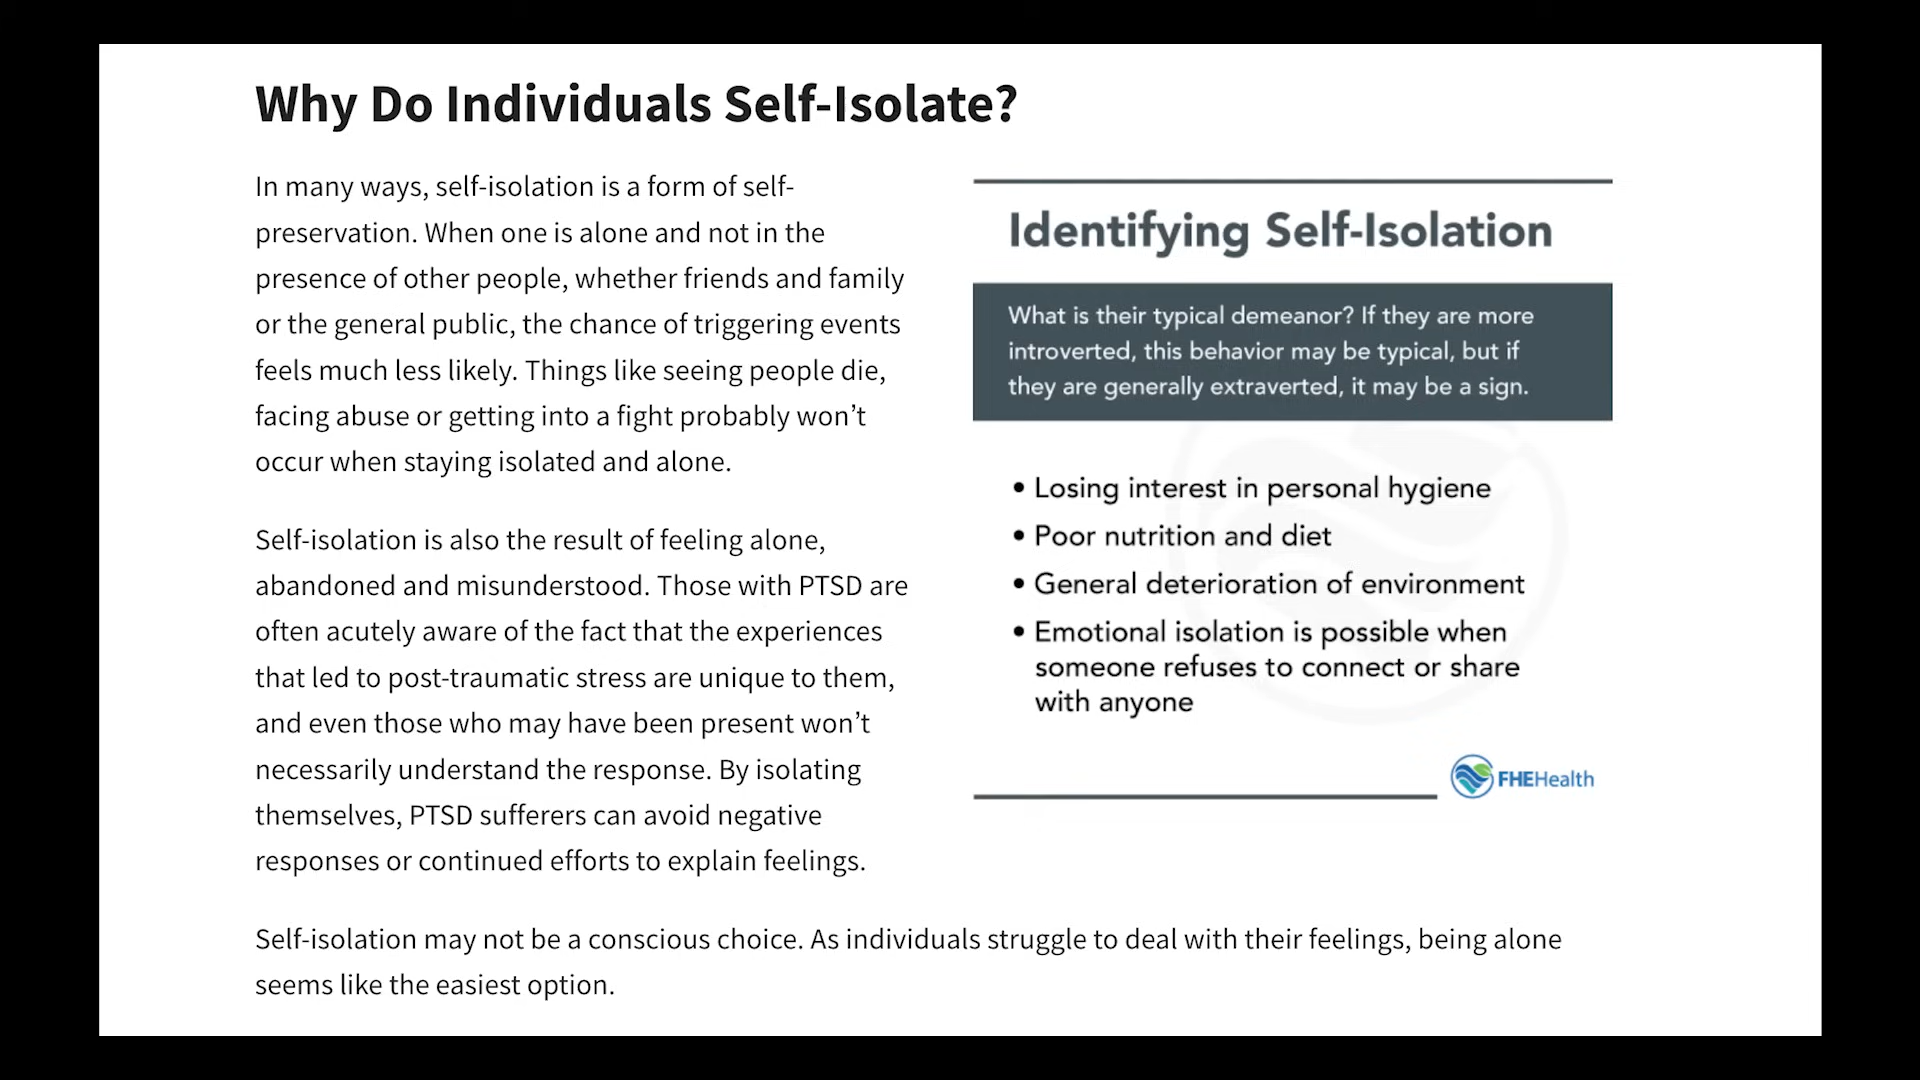 Why Do Individuals Self-Isolate?
In many ways, self-isolation is a form of self-
preservation. When one is alone and not in the
presence of other people, whether friends and family
or the general public, the chance of triggering events
feels much less likely. Things like seeing people die,
facing abuse or getting into a fight probably won’t
occur when staying isolated and alone.
Self-isolation is also the result of feeling alone,
abandoned and misunderstood. Those with PTSD are
often acutely aware of the fact that the experiences
that led to post-traumatic stress are unique to them,
and even those who may have been present won’t
necessarily understand the response. By isolating
themselves, PTSD sufferers can avoid negative
responses or continued efforts to explain feelings.
Identifying Self-Isolation
What is their typical demeanor? If they are more
introverted, this behavior may be typical, but if
they are generally extraverted, it may be a sign.
• Losing interest in personal hygiene
• Poor nutrition and diet
• General deterioration of environment
• Emotional isolation is possible when
someone refuses to connect or share
with anyone
FHEHealth
Self-isolation may not be a conscious choice. As individuals struggle to deal with their feelings, being alone
seems like the easiest option.